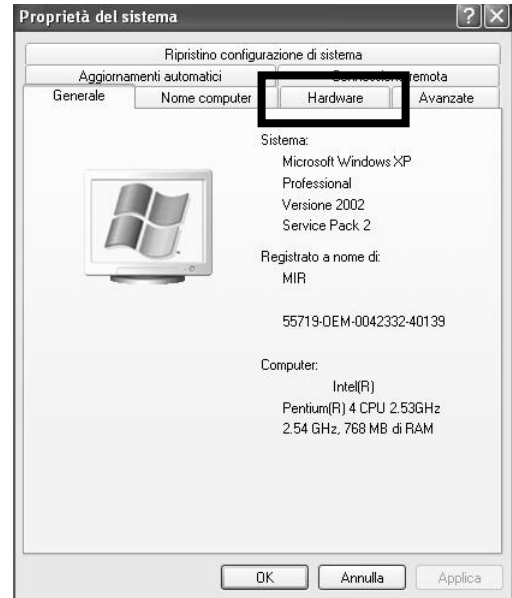 Proprietà del sistema
Ripristino configurazione di sistema
Aggiornamenti automatici Connessione remota
Generale Nome computer Hardware Avanzate
Sistema:
Microsoft Windows XP
Professional
Versione 2002
Service Pack 2
Registrato a nome di:
MIR
55719-OEM-0042332-40139
Computer:
Intel(R)
Pentium(R) 4 CPU 2.53GHz
2.54 GHz, 768 MB di RAM
OK Annulla Applica